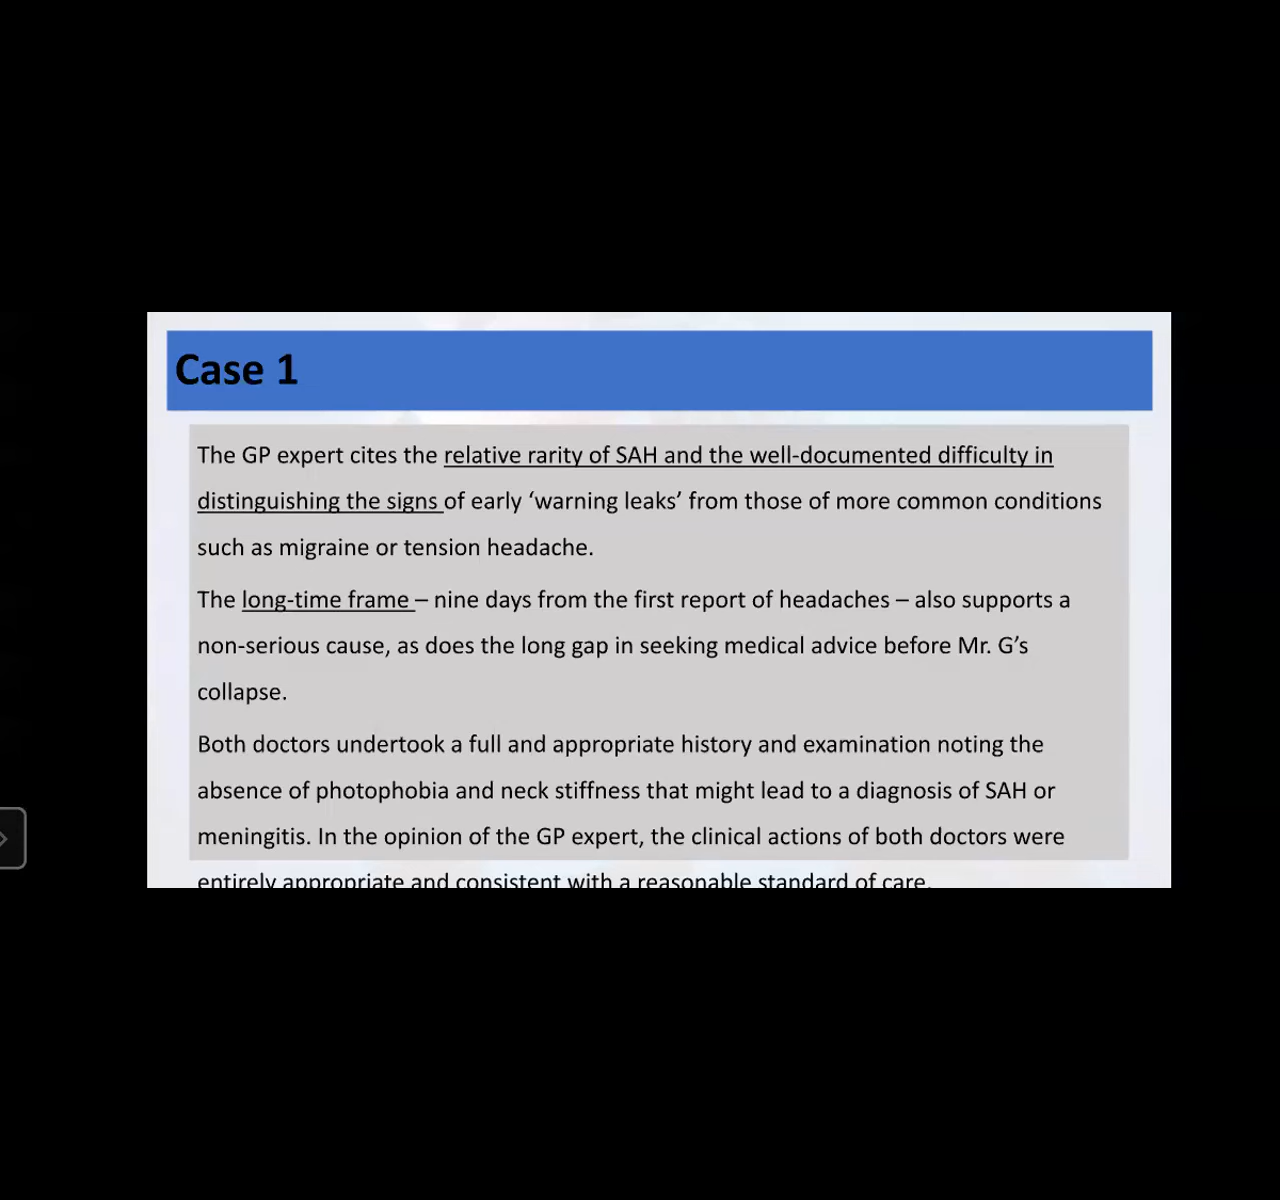 Case 1
The GP expert cites the relative rarity of SAH and the well-documented difficulty in
distinguishing the signs of early ‘warning leaks’ from those of more common conditions
such as migraine or tension headache.
The long-time frame – nine days from the first report of headaches – also supports a
non-serious cause, as does the long gap in seeking medical advice before Mr. G’s
collapse.
Both doctors undertook a full and appropriate history and examination noting the
absence of photophobia and neck stiffness that might lead to a diagnosis of SAH or
meningitis. In the opinion of the GP expert, the clinical actions of both doctors were
entirely appropriate and consistent with a reasonable standard of care.